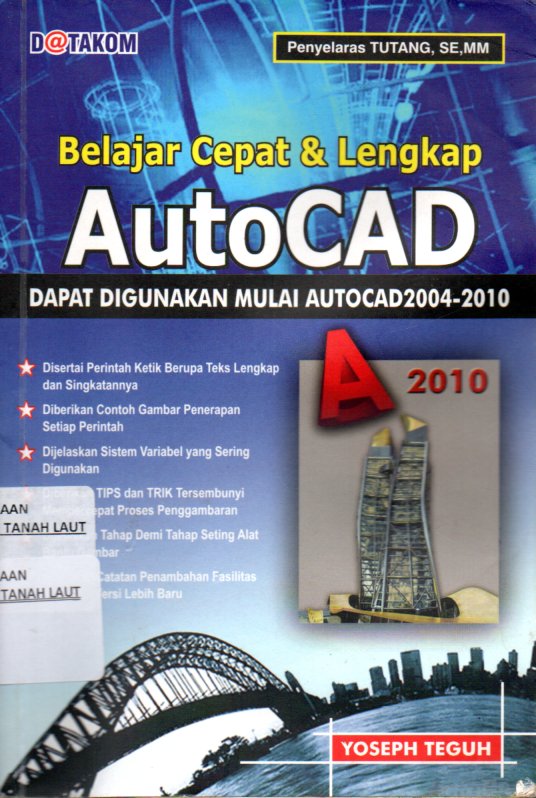 D@TAKOM
Penyelaras TUTANG, SE,MM
Belajar Cepat & Lengkap
AutoCAD
DAPAT DIGUNAKAN MULAI AUTOCAD2004-2010
Disertai Perintah Ketik Berupa Teks Lengkap
dan Singkatannya
Diberikan Contoh Gambar Penerapan
Setiap Perintah
Dijelaskan Sistem Variabel yang Sering
Digunakan
Diberikan TIPS dan TRIK Tersembunyi
Mempercepat Proses Penggambaran
Tahap Demi Tahap Seting Alat
Catatan Penambahan Fasilitas
Lebih Baru
A
2010
AAN
TANAH LAUT
AAN
TANAH LAUT
YOSEPH TEGUH